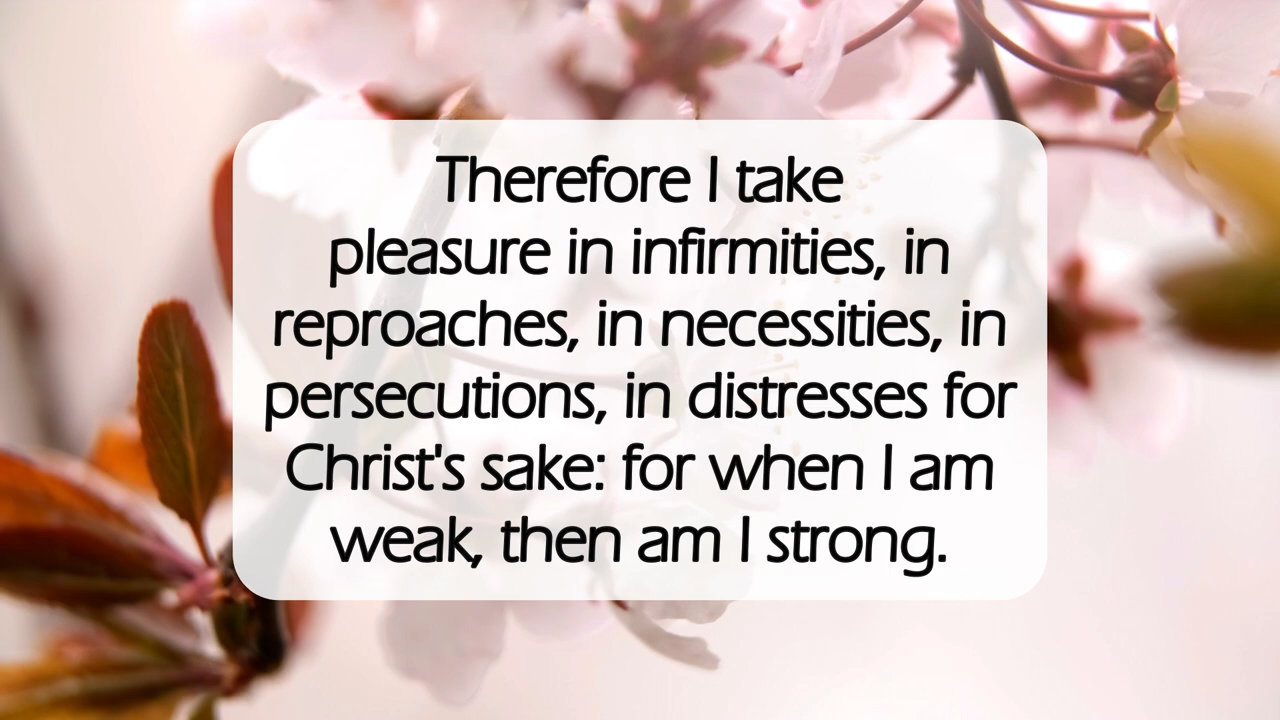 Therefore I take
pleasure in infirmities, in
reproaches, in necessities, in
persecutions, in distresses for
Christ's sake: for when I am
weak, then am I strong.